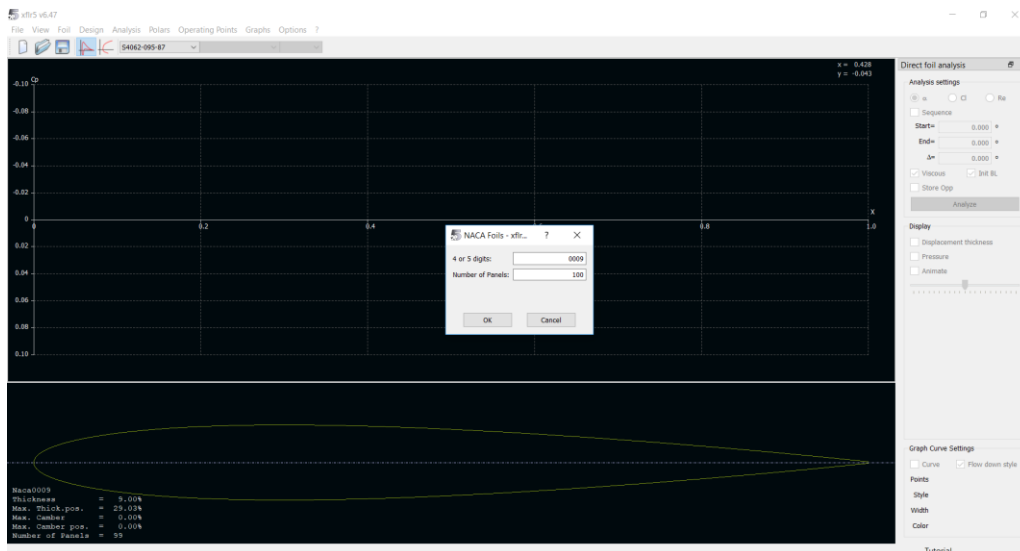 xflr5 v6.47
File View Foil Design Analysis Polars Operating Points Graphs Options ?
S4062-095-87
x = 0.428
y = -0.043
Cp
-0.10
-0.08
-0.06
-0.04
-0.02
0
X
0 0.2 0.4 0.8 1.0
0.02
0.04
0.06
0.08
0.10
NACA Foils - xflr... ? ×
4 or 5 digits: 0009
Number of Panels: 100
OK Cancel
Naca0009
Thickness = 9.00%
Max. Thick.pos. = 29.03%
Max. Camber = 0.00%
Max. Camber pos. = 0.00%
Number of Panels = 99
Direct foil analysis
Analysis settings
α Cl Re
Sequence
Start= 0.000 °
End= 0.000 °
Δ= 0.000 °
Viscous Init BL
Store Opp
Analyze
Display
Displacement thickness
Pressure
Animate
Graph Curve Settings
Curve Flow down style
Points
Style
Width
Color
Tutorial